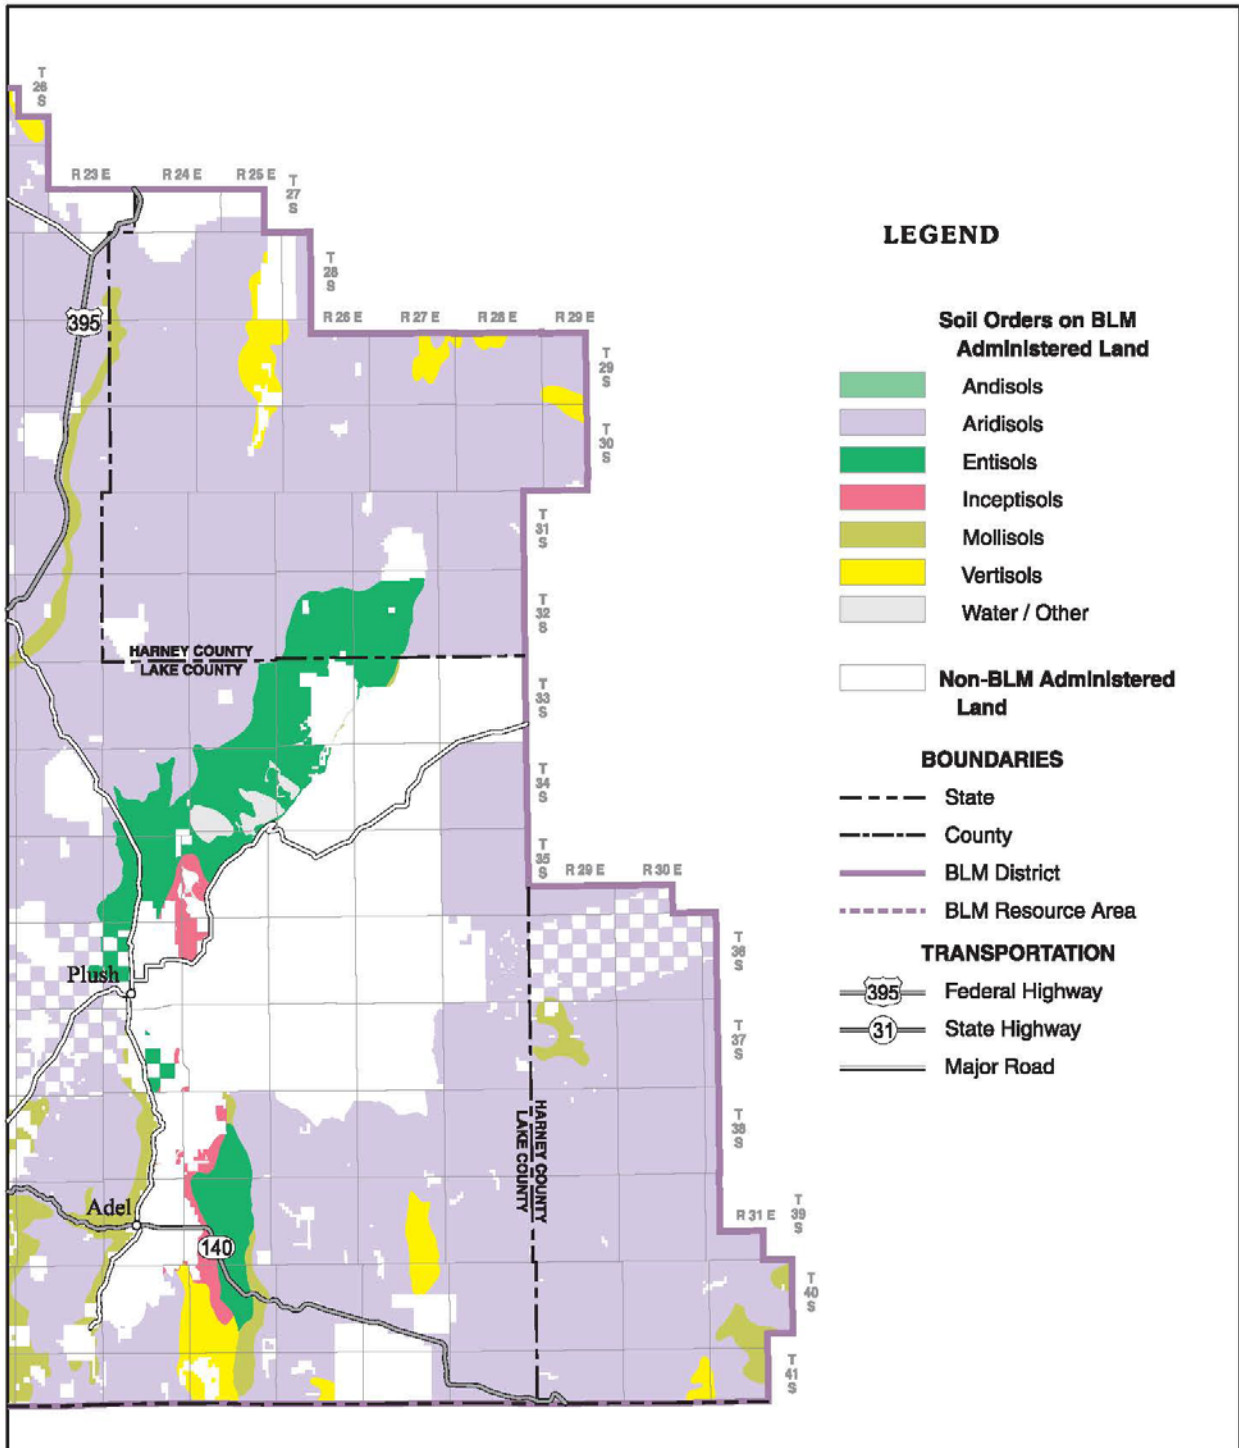 T
26
S
R 23 E
R 24 E
R 25 E
T
27
S
T
28
S
395
R 26 E
R 27 E
R 28 E
R 29 E
T
29
S
T
30
S
T
31
S
T
32
S
HARNEY COUNTY
LAKE COUNTY
T
33
S
T
34
S
T
35
S
R 29 E
R 30 E
T
36
S
Plush
T
37
S
HARNEY COUNTY
LAKE COUNTY
T
38
S
Adel
R 31 E
T
39
S
140
T
40
S
T
41
S
LEGEND
Soil Orders on BLM
Administered Land
Andisols
Aridisols
Entisols
Inceptisols
Mollisols
Vertisols
Water / Other
Non-BLM Administered
Land
BOUNDARIES
State
County
BLM District
BLM Resource Area
TRANSPORTATION
395
Federal Highway
31
State Highway
Major Road